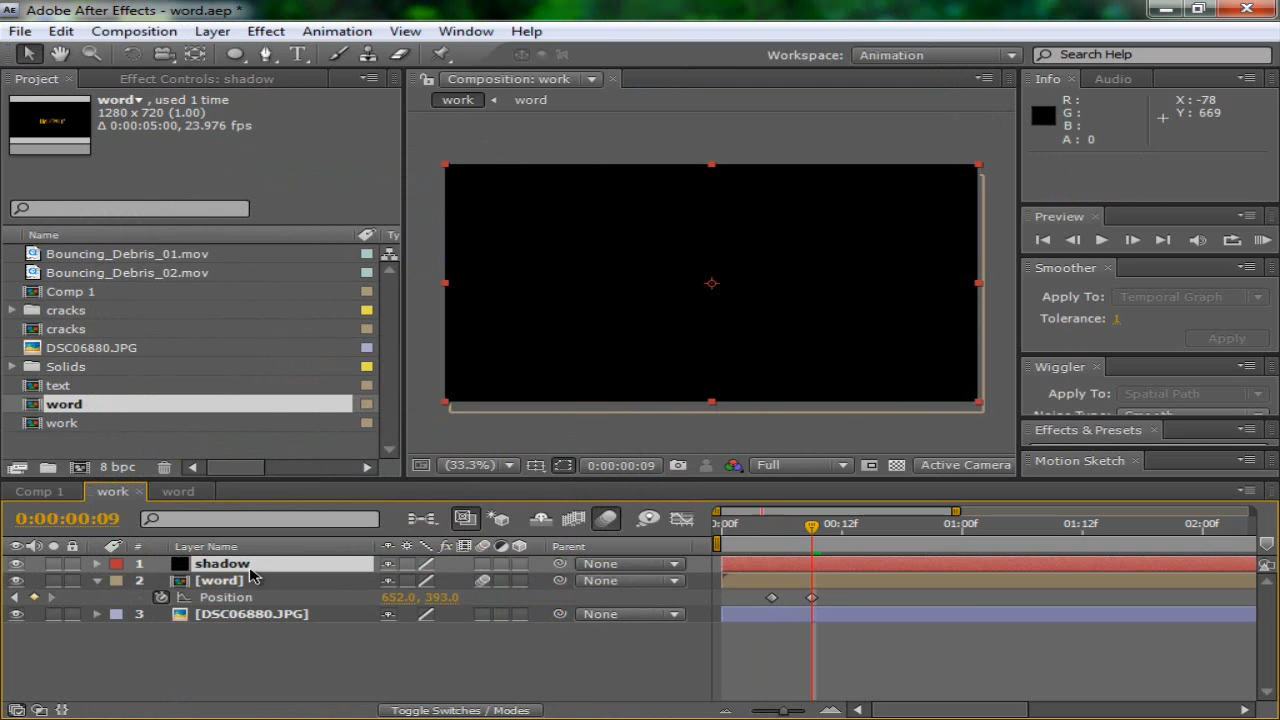 Ae Adobe After Effects - word.aep *
File Edit Composition Layer Effect Animation View Window Help
Workspace: Animation Search Help
Project Effect Controls: shadow Composition: work Info Audio
word , used 1 time
1280 x 720 (1.00)
Δ 0:00:05:00, 23.976 fps
work word
R :
G :
B :
A : 0
X : -78
Y : 669
Name Ty
Bouncing_Debris_01.mov
Bouncing_Debris_02.mov
Comp 1
cracks
cracks
DSC06880.JPG
Solids
text
word
work
8 bpc
(33.3%) 0:00:00:09 Full Active Camera
Preview
Smoother
Apply To: Temporal Graph
Tolerance: 1
Apply
Wiggler
Apply To: Spatial Path
Effects & Presets
Motion Sketch
Comp 1 work word
0:00:00:09
:00f 00:12f 01:00f 01:12f 02:00f
# Layer Name fx Parent
1 shadow None
2 [word] None
Position 652.0, 393.0
3 [DSC06880.JPG] None
Toggle Switches / Modes